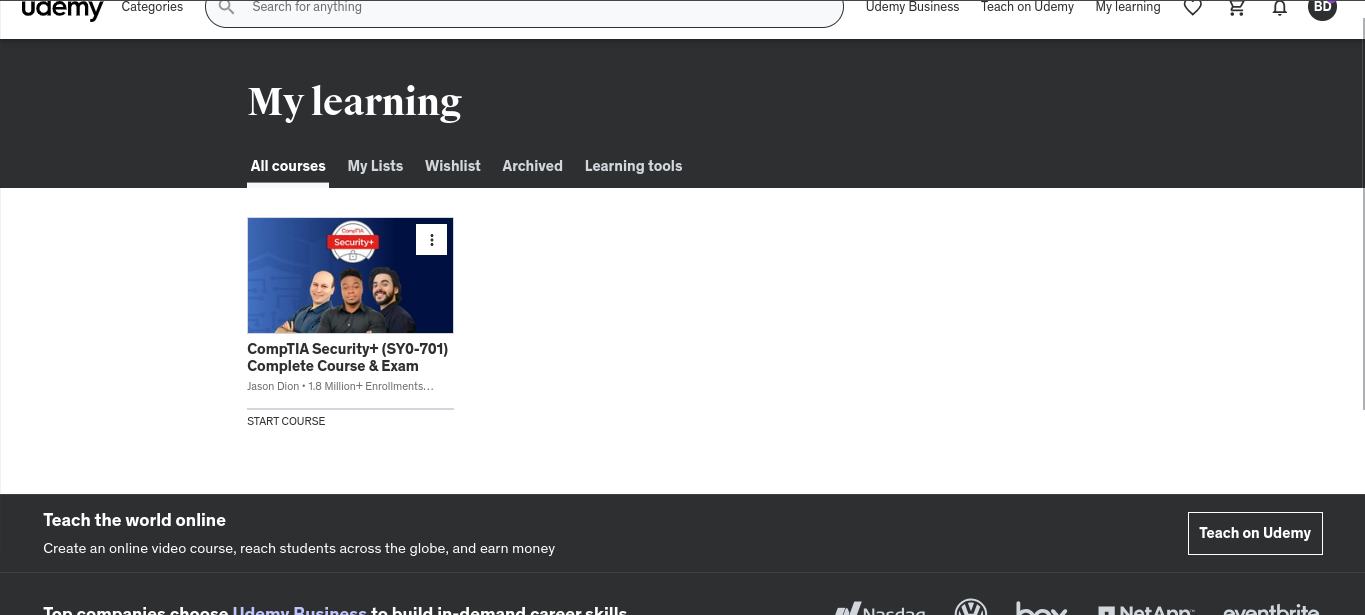 udemy Categories Search for anything Udemy Business Teach on Udemy My learning BD
My learning
All courses My Lists Wishlist Archived Learning tools
CompTIA
Security+
CompTIA Security+ (SY0-701)
Complete Course & Exam
Jason Dion • 1.8 Million+ Enrollments…
START COURSE
Teach the world online
Create an online video course, reach students across the globe, and earn money
Teach on Udemy
Top companies choose Udemy Business to build in-demand career skills.
Nasdaq box NetApp eventbrite